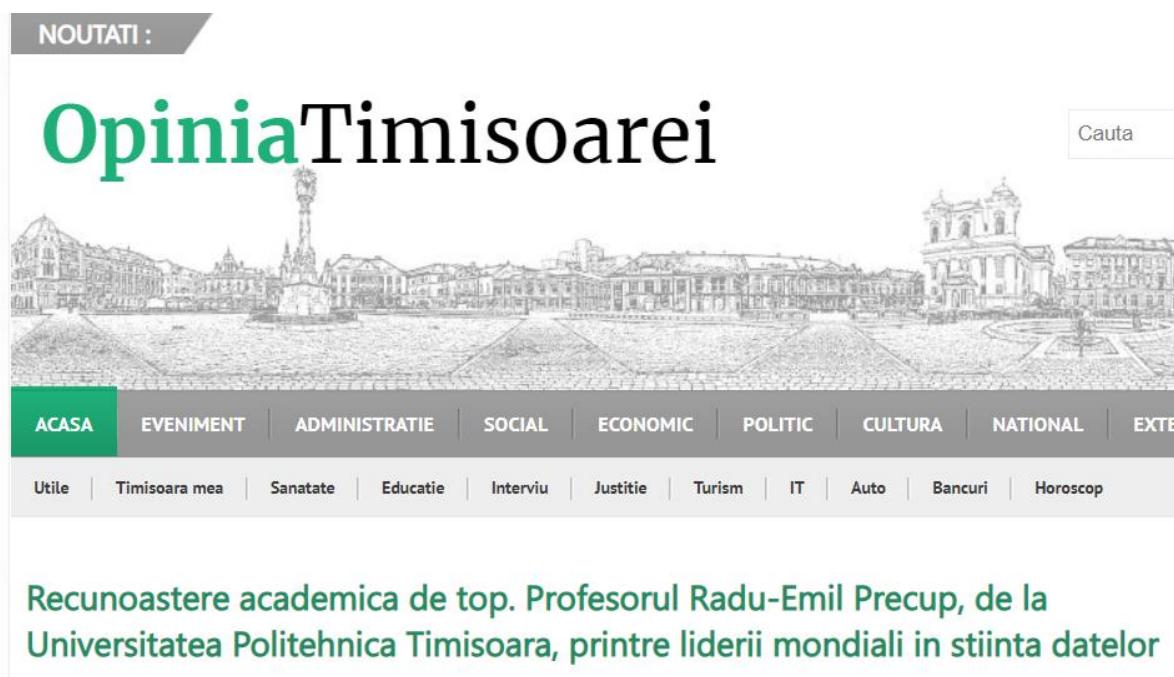 NOUTATI :
OpiniaTimisoarei
Cauta
ACASA EVENIMENT ADMINISTRATIE SOCIAL ECONOMIC POLITIC CULTURA NATIONAL EXTE
Utile Timisoara mea Sanatate Educatie Interviu Justitie Turism IT Auto Bancuri Horoscop
Recunoastere academica de top. Profesorul Radu-Emil Precup, de la
Universitatea Politehnica Timisoara, printre liderii mondiali in stiinta datelor